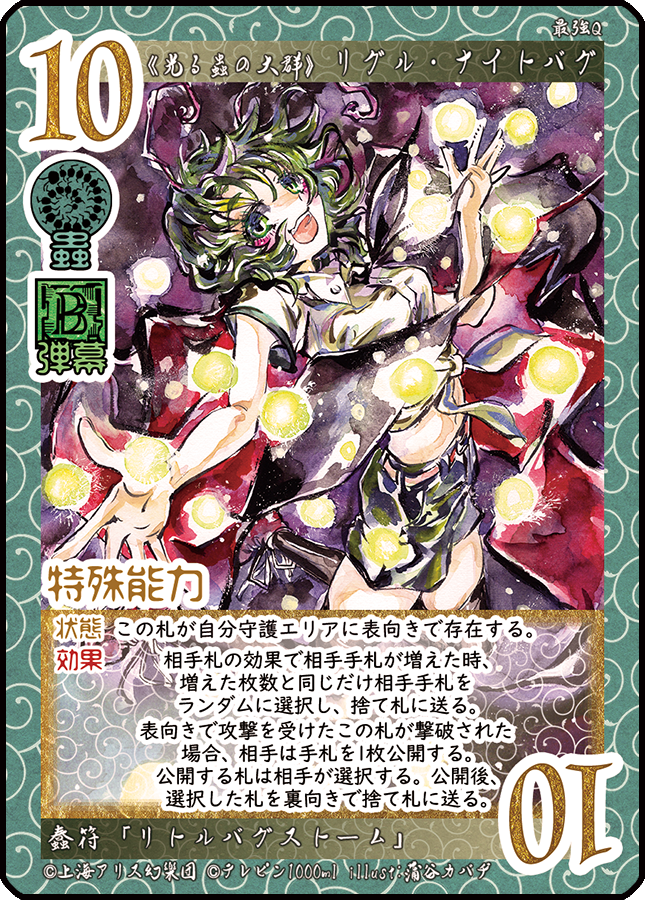 最強Q
10
《光る蟲の大群》 リグル・ナイトバグ
蟲
B
弾幕
特殊能力
状態 この札が自分守護エリアに表向きで存在する。
効果 相手札の効果で相手手札が増えた時、
増えた枚数と同じだけ相手手札を
ランダムに選択し、捨て札に送る。
表向きで攻撃を受けたこの札が撃破された
場合、相手は手札を1枚公開する。
公開する札は相手が選択する。公開後、
選択した札を裏向きで捨て札に送る。
10
蠢符「リトルバグストーム」
©上海アリス幻樂団 ©テレピン1000ml illust:蒲谷カバヂ